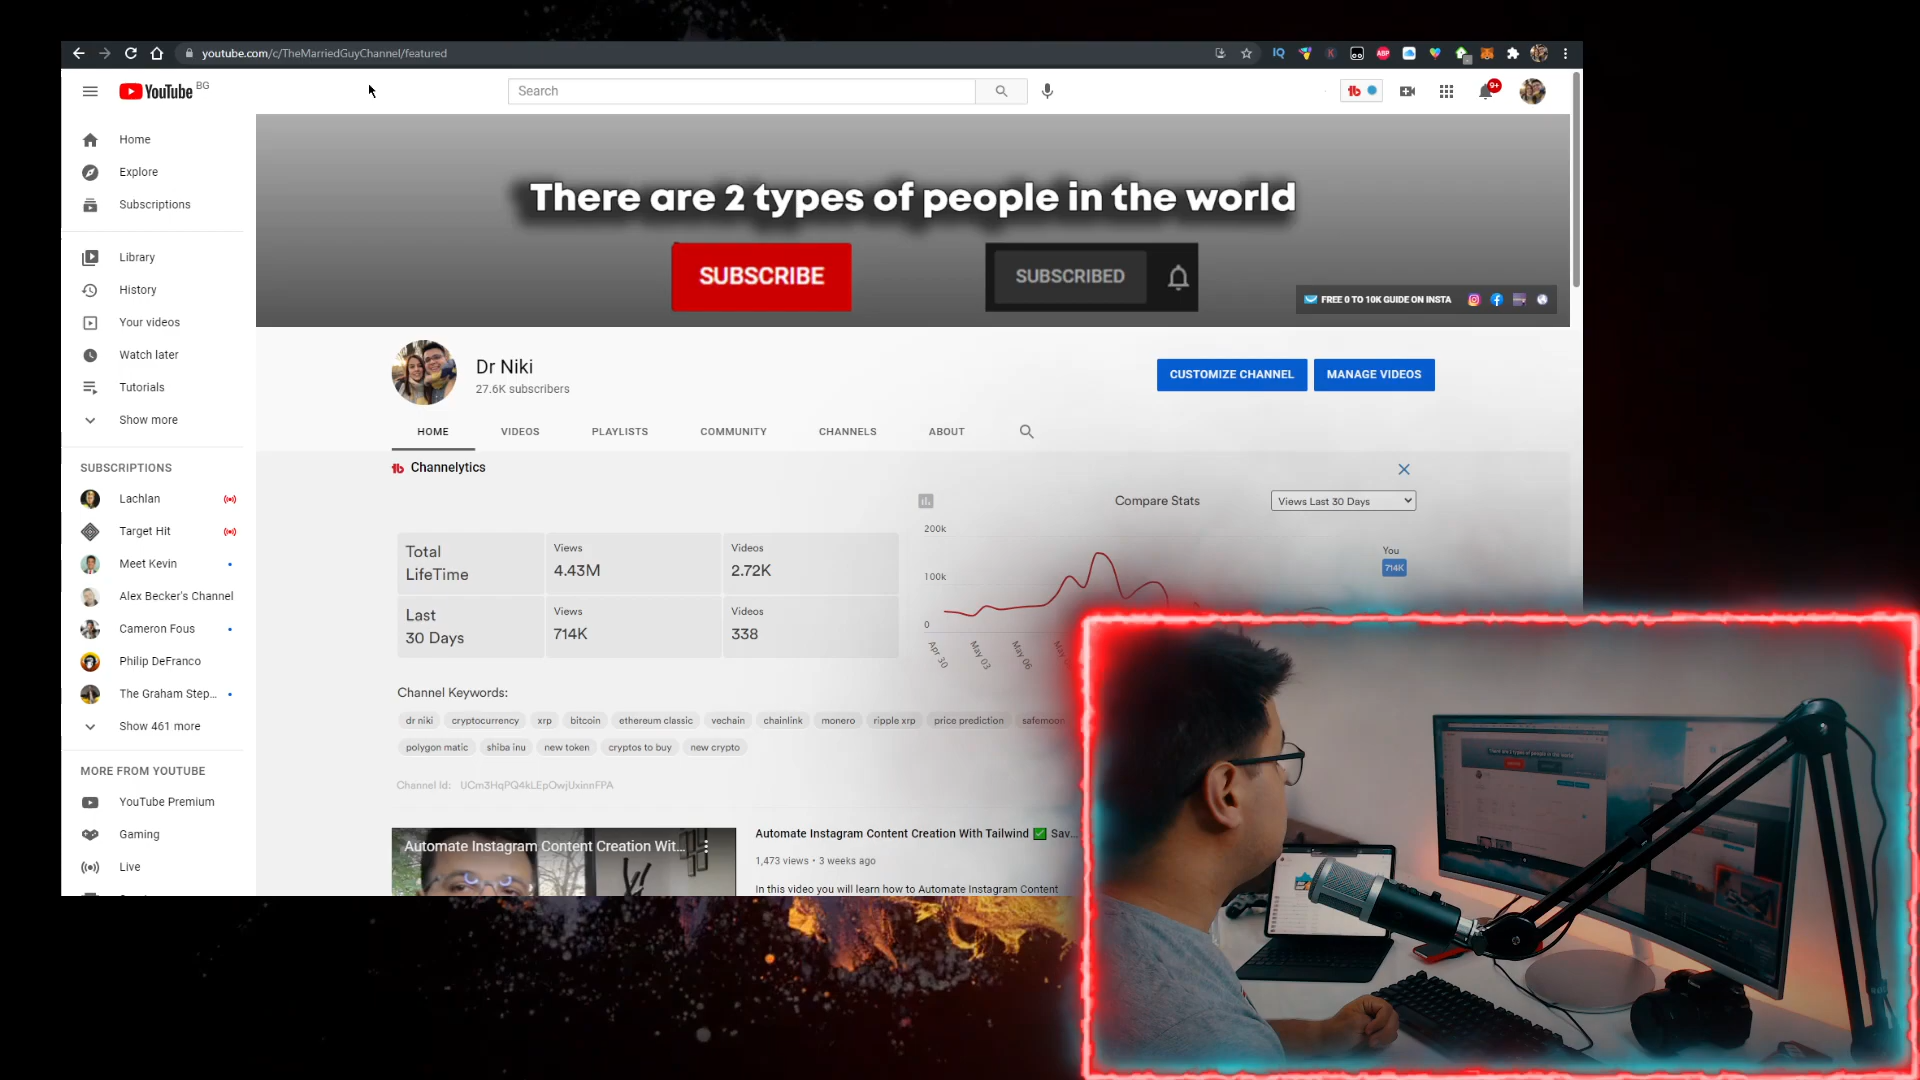 youtube.com/c/TheMarriedGuyChannel/featured
YouTube BG
Search
9+
Home
Explore
Subscriptions
Library
History
Your videos
Watch later
Tutorials
Show more
SUBSCRIPTIONS
Lachlan
Target Hit
Meet Kevin
Alex Becker's Channel
Cameron Fous
Philip DeFranco
The Graham Step...
Show 461 more
MORE FROM YOUTUBE
YouTube Premium
Gaming
Live
There are 2 types of people in the world
SUBSCRIBE
SUBSCRIBED
FREE 0 TO 10K GUIDE ON INSTA
Dr Niki
27.6K subscribers
CUSTOMIZE CHANNEL
MANAGE VIDEOS
HOME VIDEOS PLAYLISTS COMMUNITY CHANNELS ABOUT
Channelytics
Compare Stats
Views Last 30 Days
Total LifeTime
Views
4.43M
Videos
2.72K
Last 30 Days
Views
714K
Videos
338
200k
100k
0
Apr 30
May 03
May 06
You
714K
Channel Keywords:
dr niki cryptocurrency xrp bitcoin ethereum classic vechain chainlink monero ripple xrp price prediction safemoon
polygon matic shiba inu new token cryptos to buy new crypto
Channel Id: UCm3HqPQ4kLEpOwjUxinnFPA
Automate Instagram Content Creation Wit...
Automate Instagram Content Creation With Tailwind ✅ Sav...
1,473 views • 3 weeks ago
In this video you will learn how to Automate Instagram Content